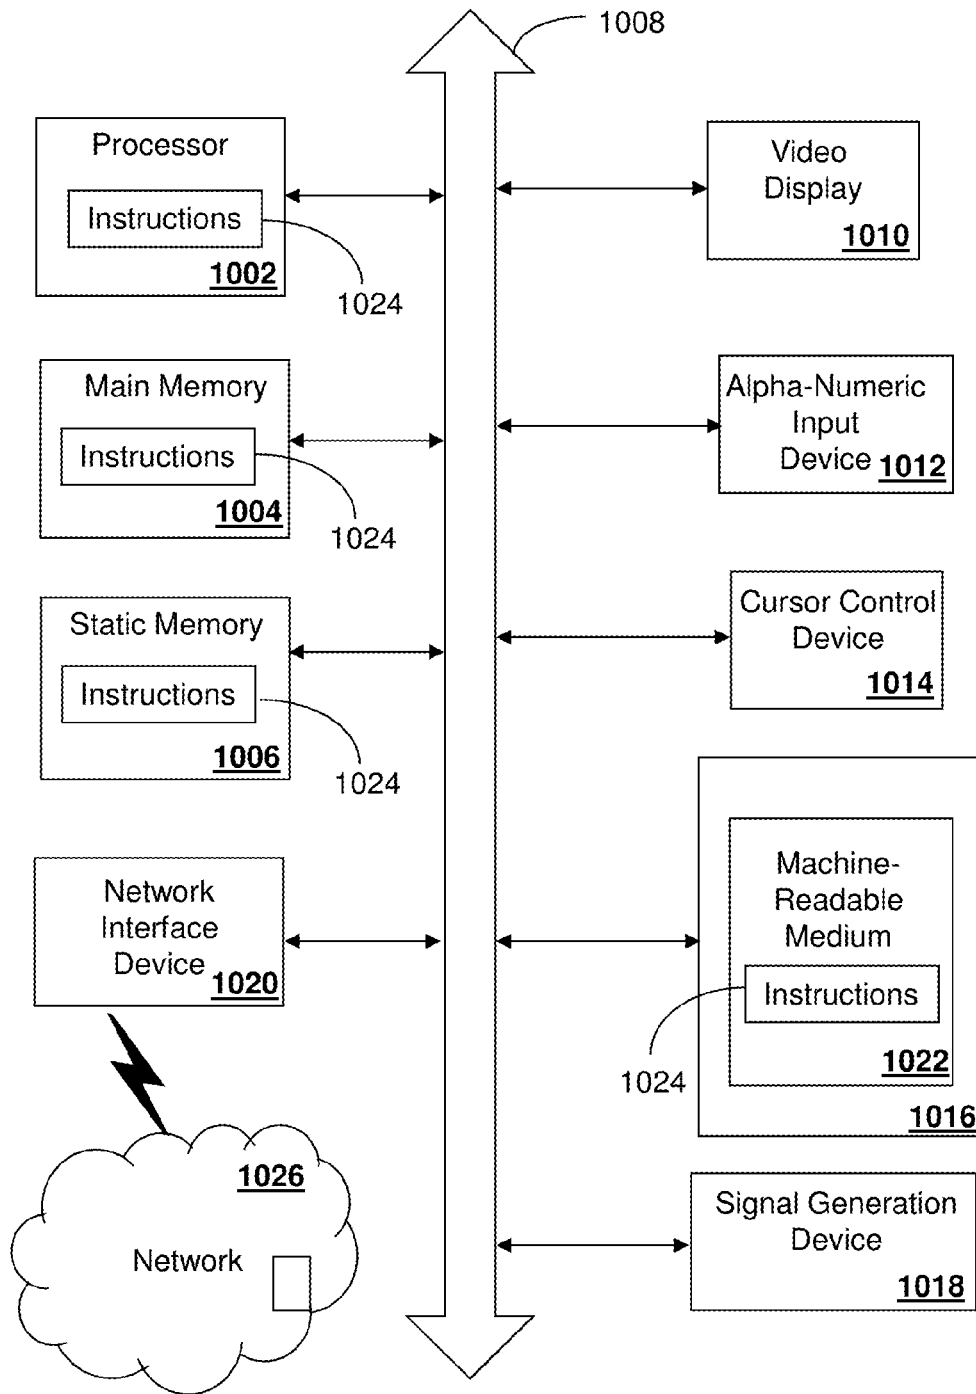 1008
Processor
Instructions
1002
1024
Main Memory
Instructions
1004
1024
Static Memory
Instructions
1006
1024
Network
Interface
Device
1020
1026
Network
Video
Display
1010
Alpha-Numeric
Input
Device
1012
Cursor Control
Device
1014
Machine-
Readable
Medium
Instructions
1024
1022
1016
Signal Generation
Device
1018